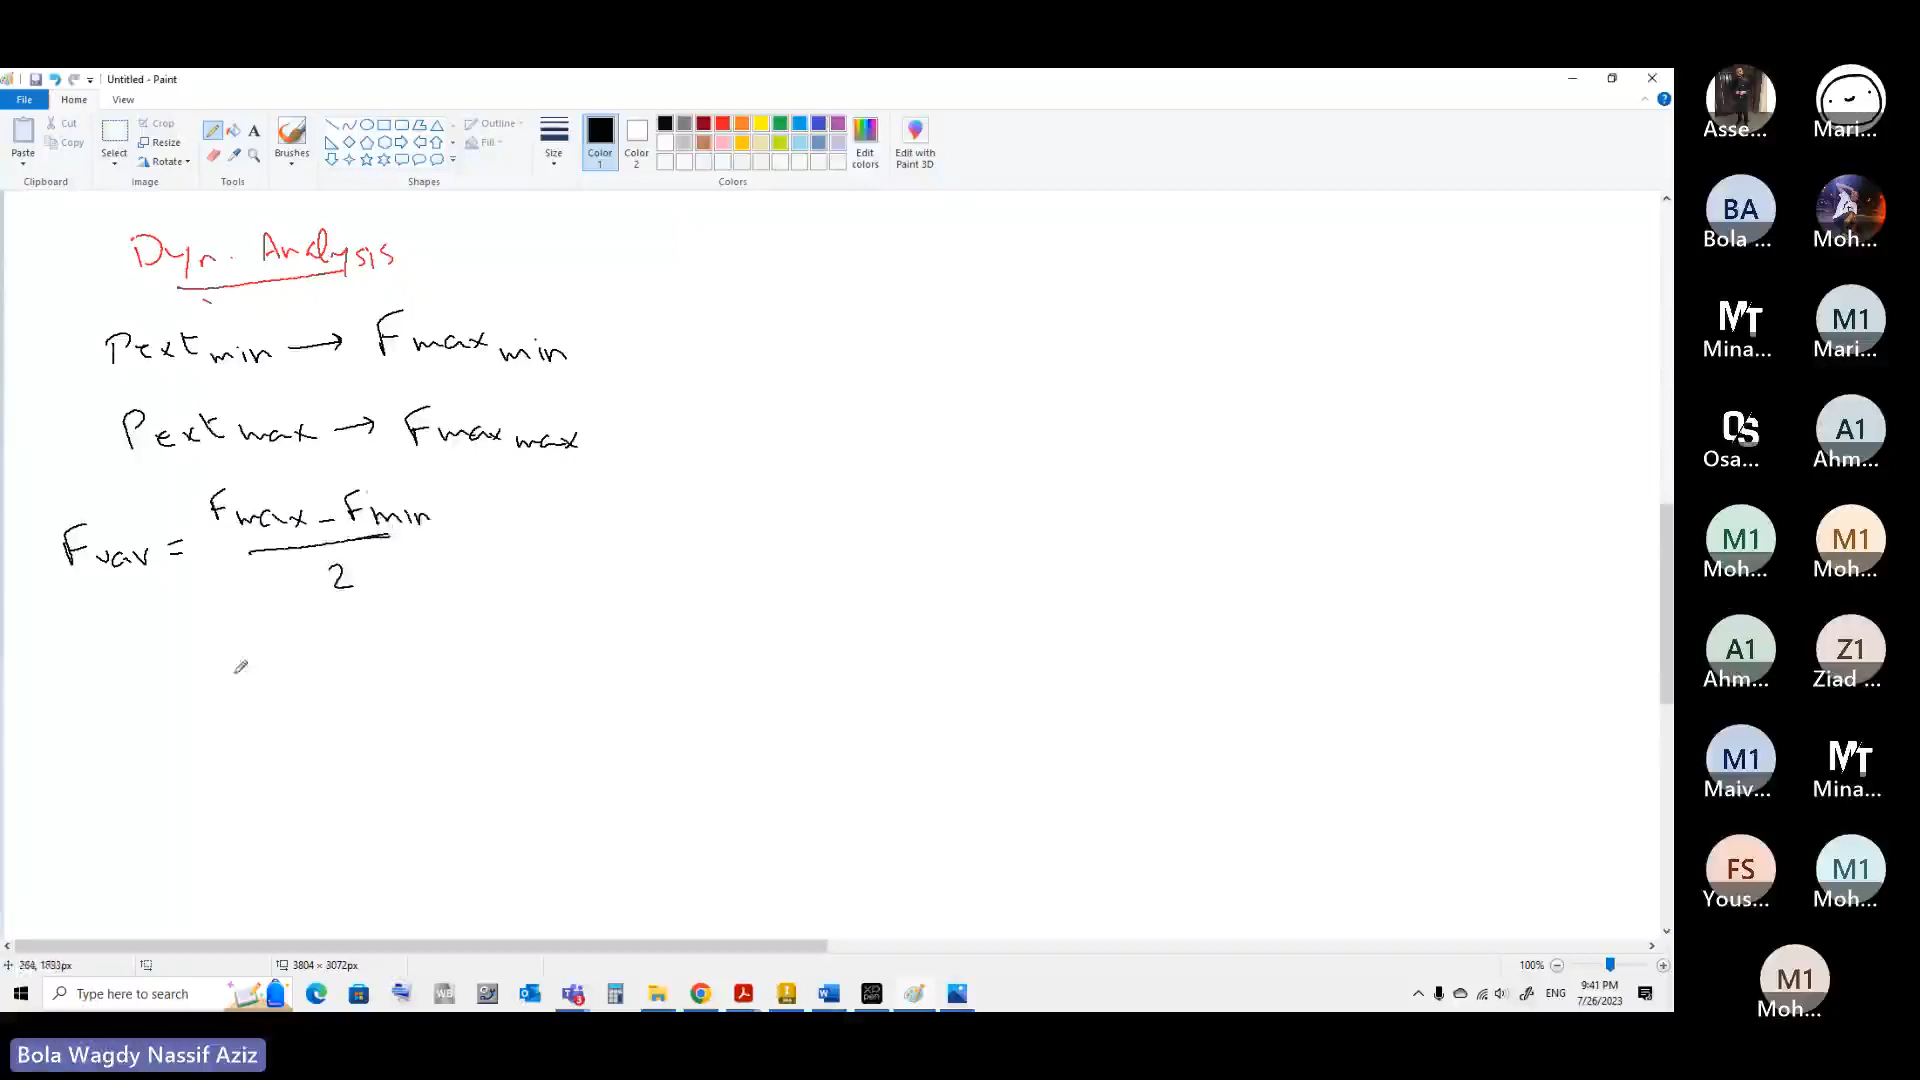 Untitled - Paint
File Home View
Cut
Copy
Paste
Clipboard
Select
Crop
Resize
Rotate
Image
Tools
Brushes
Shapes
Outline
Fill
Size
Color 1
Color 2
Colors
Edit colors
Edit with Paint 3D
Dyn. Analysis
Pext min → Fmax min
Pext max → Fmax max
Fvar = Fmax - Fmin
2
3804 × 3072px
100%
Type here to search
WB
ENG
9:41 PM
7/26/2023
Bola Wagdy Nassif Aziz
Asse...
Mari...
BA
Bola ...
Moh...
MT
Mina...
M1
Mari...
OS
Osa...
A1
Ahm...
M1
Moh...
M1
Moh...
A1
Ahm...
Z1
Ziad ...
M1
Maiv...
MT
Mina...
FS
Yous...
M1
Moh...
M1
Moh...